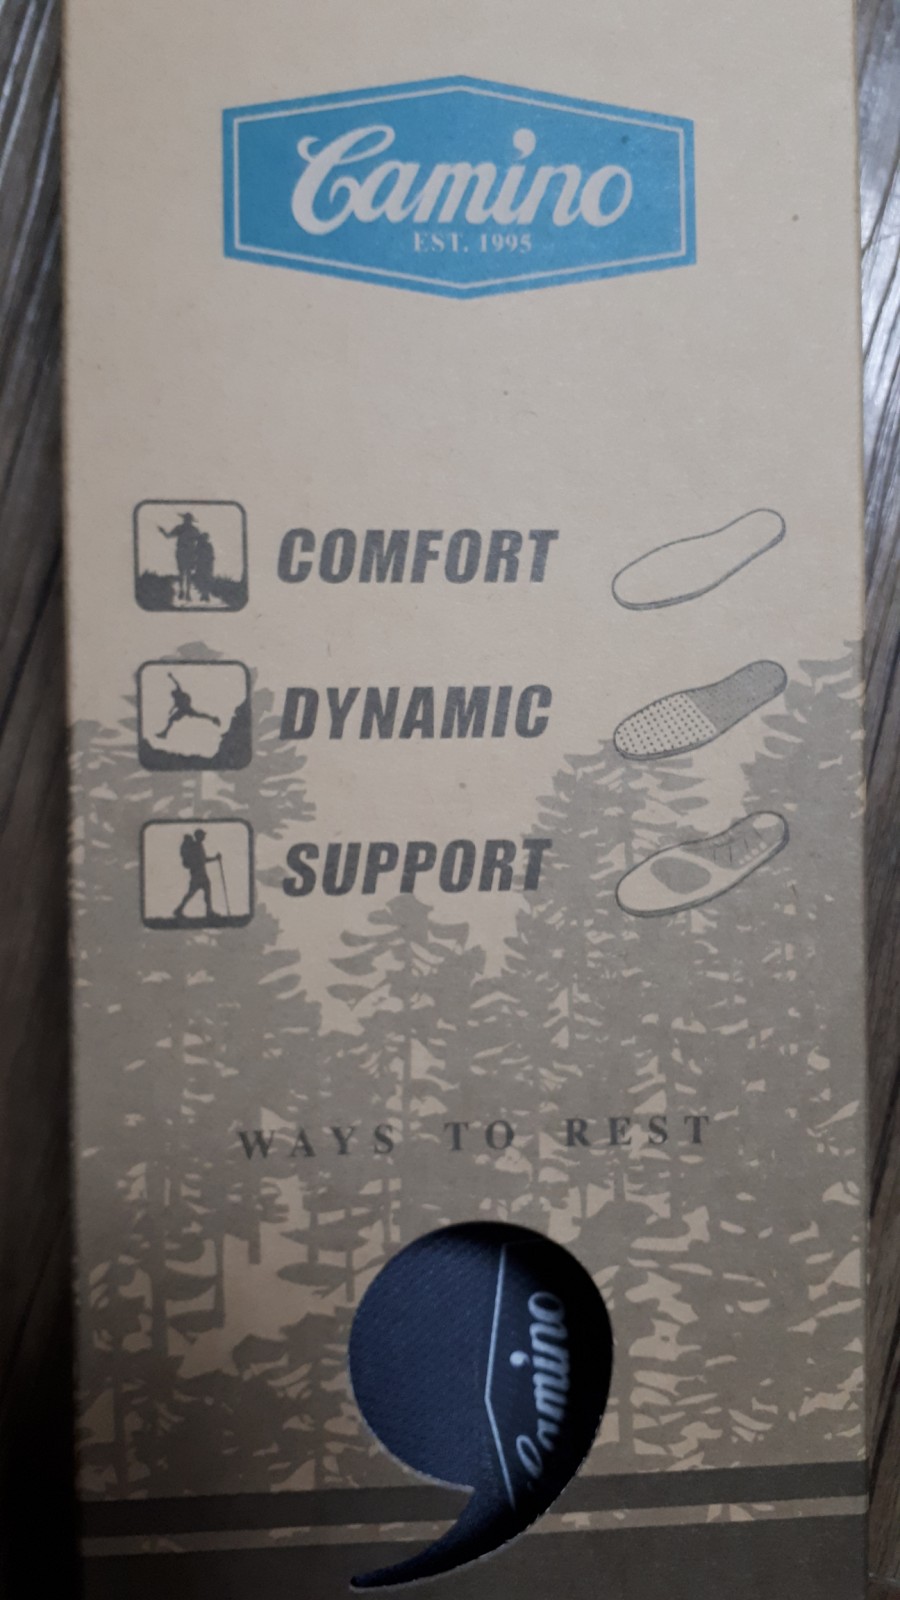 Camino
EST. 1995
COMFORT
DYNAMIC
SUPPORT
WAYS TO REST
Camino